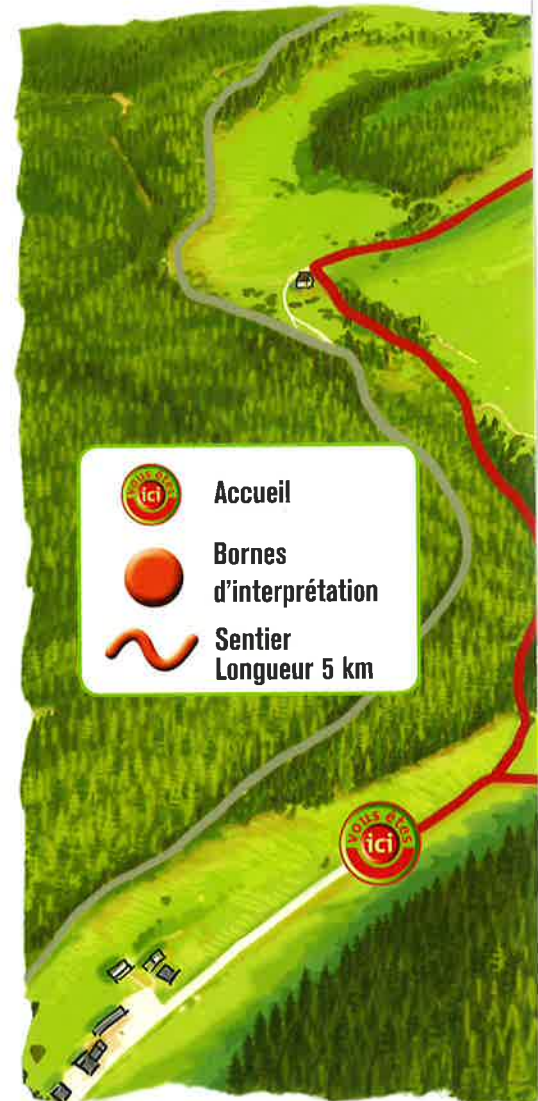 vous êtes
ici
Accueil
Bornes
d'interprétation
Sentier
Longueur 5 km
vous êtes
ici